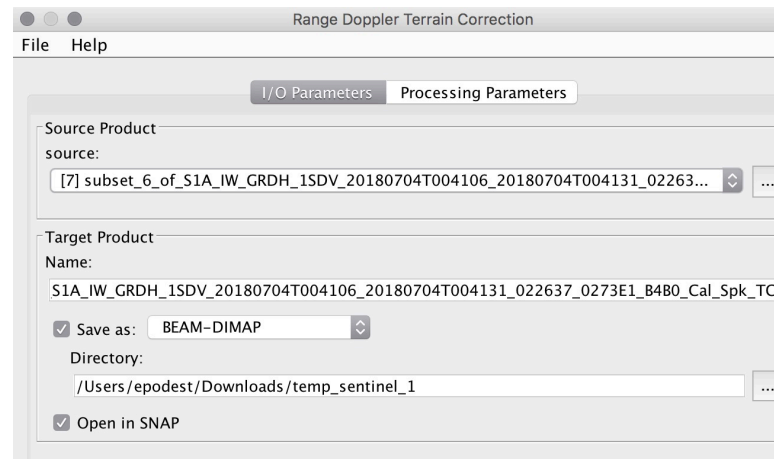 Range Doppler Terrain Correction
File Help
I/O Parameters Processing Parameters
Source Product
source:
[7] subset_6_of_S1A_IW_GRDH_1SDV_20180704T004106_20180704T004131_02263...
...
Target Product
Name:
S1A_IW_GRDH_1SDV_20180704T004106_20180704T004131_022637_0273E1_B4B0_Cal_Spk_TC
Save as: BEAM-DIMAP
Directory:
/Users/epodest/Downloads/temp_sentinel_1
...
Open in SNAP